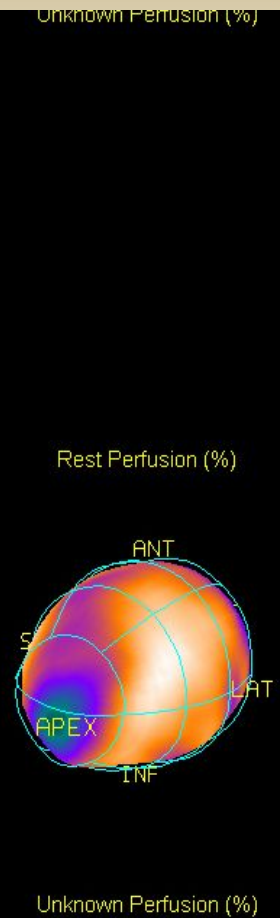 Unknown Perfusion (%)
Rest Perfusion (%)
ANT
S
LAT
APEX
INF
Unknown Perfusion (%)